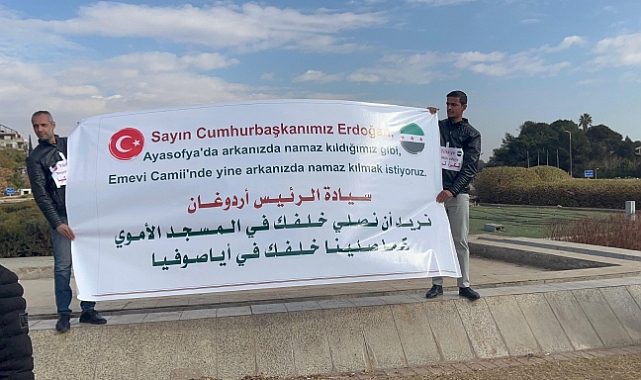 Sayın Cumhurbaşkanımız Erdoğan,
Ayasofya'da arkanızda namaz kıldığımız gibi,
Emevi Camii'nde yine arkanızda namaz kılmak istiyoruz.
سيادة الرئيس أردوغان
نريد أن نصلي خلفك في المسجد الأموي
كما صلينا خلفك في أياصوفيا